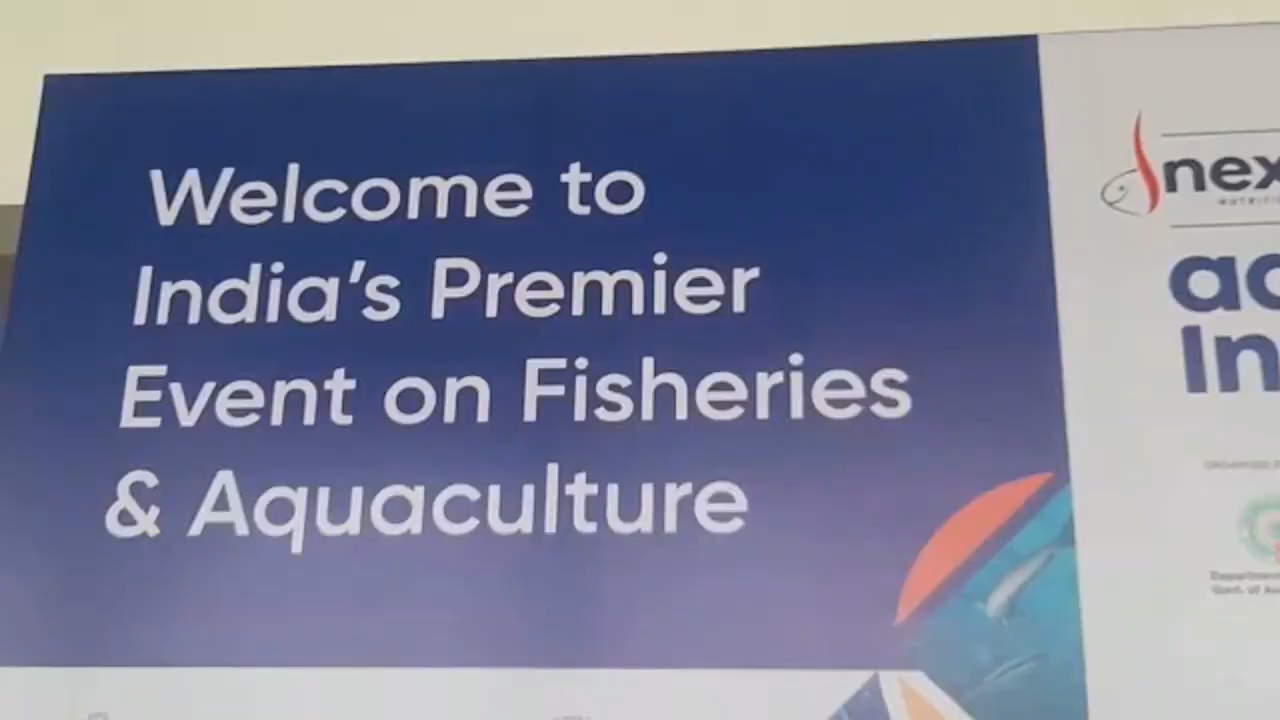 Welcome to
India's Premier
Event on Fisheries
& Aquaculture
nex